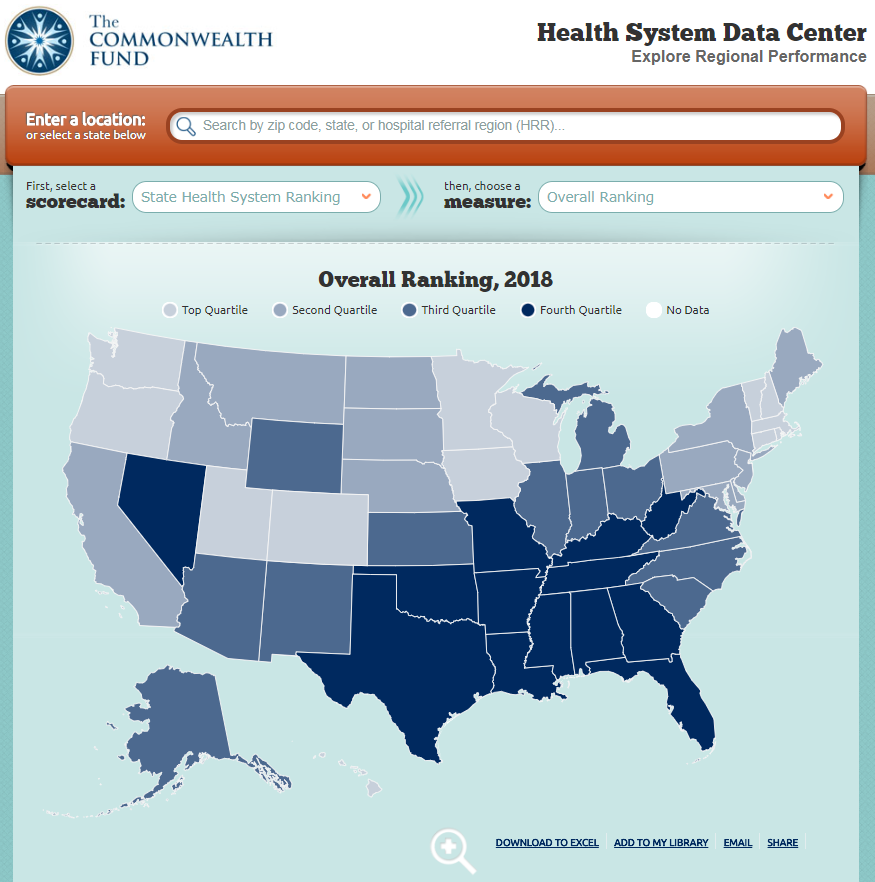 The
COMMONWEALTH
FUND
Health System Data Center
Explore Regional Performance
Enter a location:
or select a state below
Search by zip code, state, or hospital referral region (HRR)...
First, select a
scorecard:
State Health System Ranking
then, choose a
measure:
Overall Ranking
Overall Ranking, 2018
Top Quartile
Second Quartile
Third Quartile
Fourth Quartile
No Data
DOWNLOAD TO EXCEL
ADD TO MY LIBRARY
EMAIL
SHARE